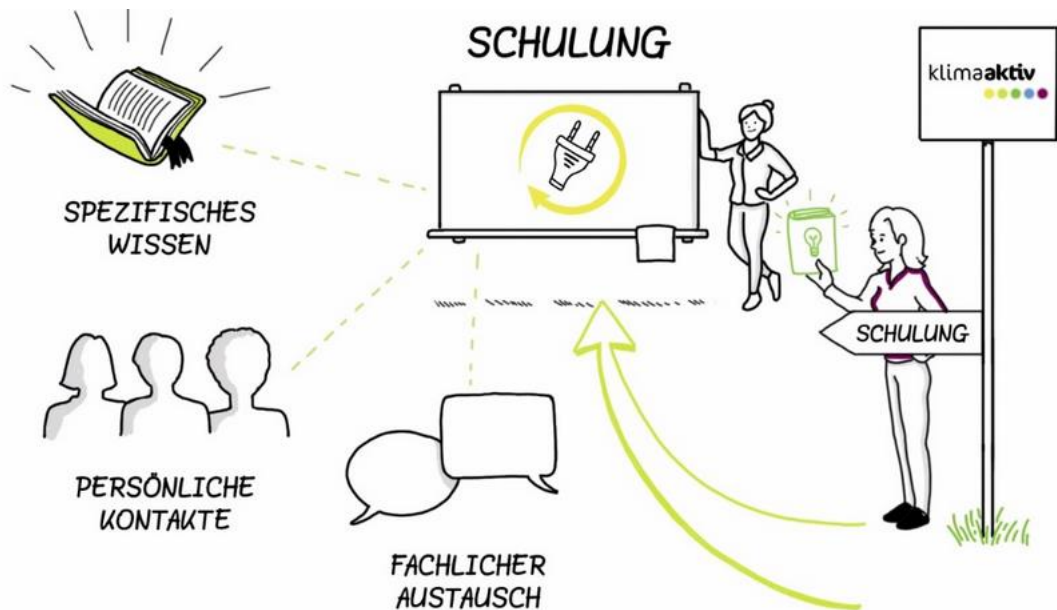 SCHULUNG
klimaaktiv
SPEZIFISCHES
WISSEN
SCHULUNG
PERSÖNLICHE
KONTAKTE
FACHLICHER
AUSTAUSCH